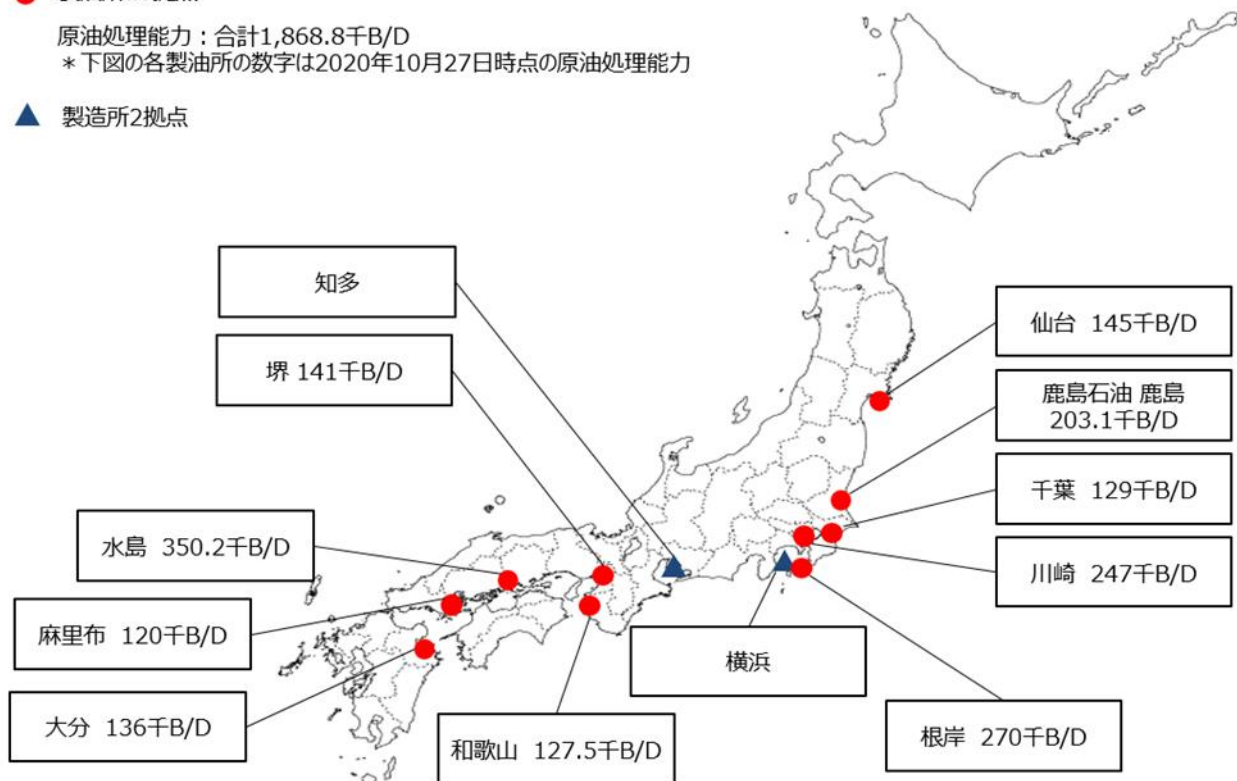 原油処理能力：合計1,868.8千B/D
＊下図の各製油所の数字は2020年10月27日時点の原油処理能力
製造所2拠点
知多
堺 141千B/D
仙台 145千B/D
鹿島石油 鹿島
203.1千B/D
千葉 129千B/D
川崎 247千B/D
水島 350.2千B/D
麻里布 120千B/D
大分 136千B/D
和歌山 127.5千B/D
横浜
根岸 270千B/D